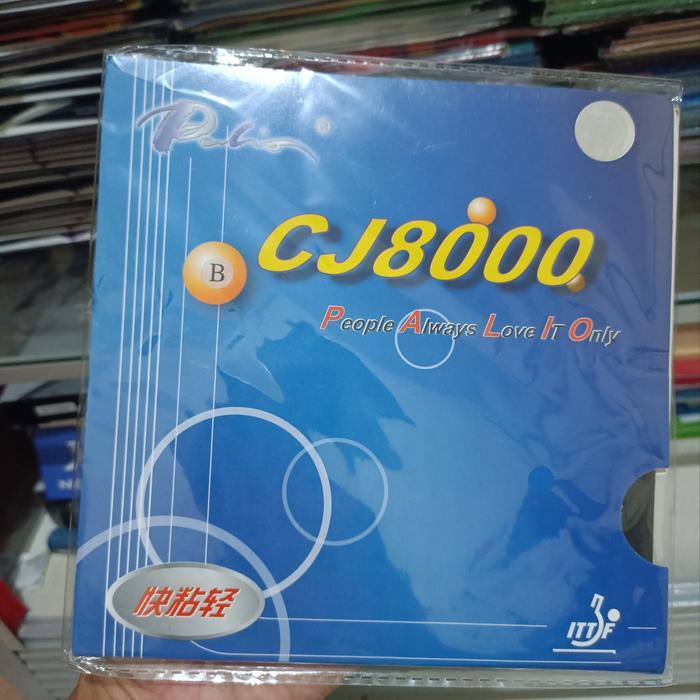 Palio
CJ8000
B
People Always Love It Only
快粘轻
ITTF